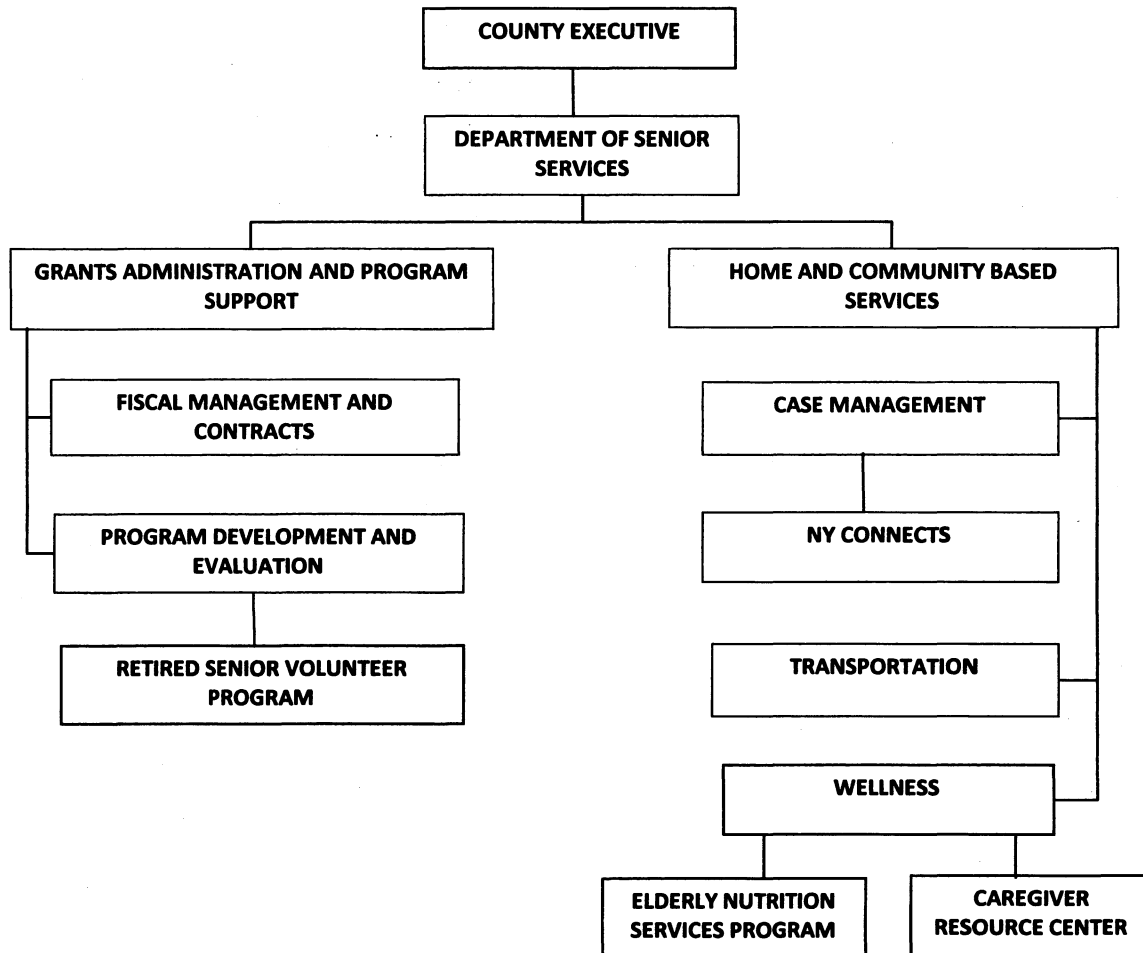 COUNTY EXECUTIVE
DEPARTMENT OF SENIOR
SERVICES
GRANTS ADMINISTRATION AND PROGRAM
SUPPORT
FISCAL MANAGEMENT AND
CONTRACTS
PROGRAM DEVELOPMENT AND
EVALUATION
RETIRED SENIOR VOLUNTEER
PROGRAM
HOME AND COMMUNITY BASED
SERVICES
CASE MANAGEMENT
NY CONNECTS
TRANSPORTATION
WELLNESS
ELDERLY NUTRITION
SERVICES PROGRAM
CAREGIVER
RESOURCE CENTER